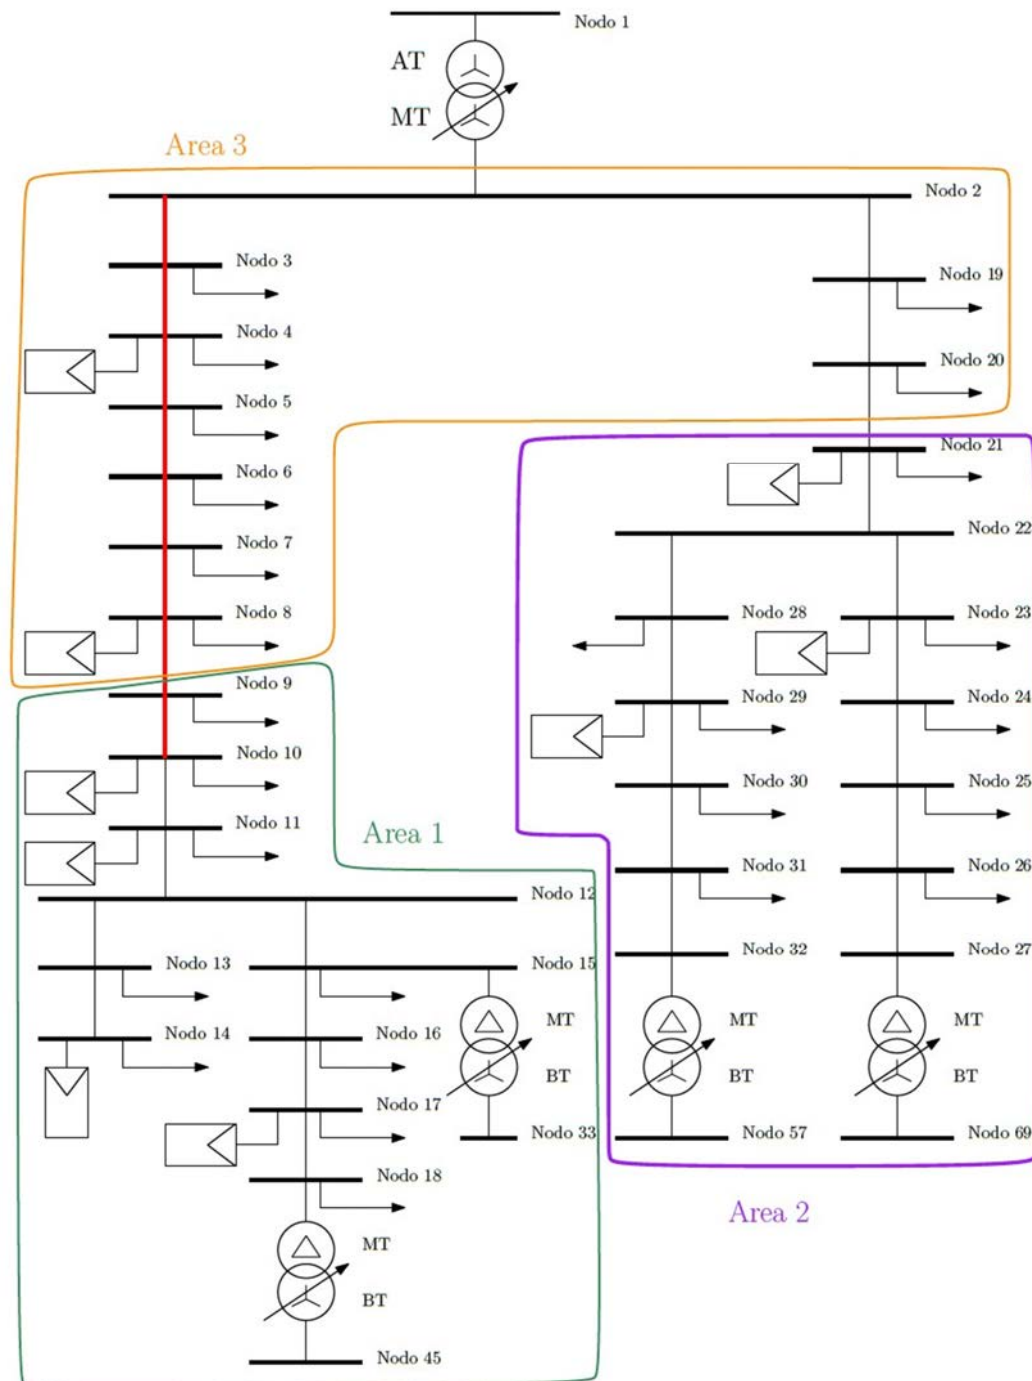 Nodo 1
AT
MT
Area 3
Nodo 2
Nodo 3
Nodo 19
Nodo 4
Nodo 20
Nodo 5
Nodo 21
Nodo 6
Nodo 22
Nodo 7
Nodo 8
Nodo 28
Nodo 23
Nodo 9
Nodo 29
Nodo 24
Nodo 10
Nodo 30
Nodo 25
Nodo 11
Area 1
Nodo 31
Nodo 26
Nodo 12
Nodo 32
Nodo 27
Nodo 13
Nodo 15
Nodo 14
Nodo 16
MT
MT
MT
BT
BT
BT
Nodo 17
Nodo 33
Nodo 57
Nodo 69
Nodo 18
Area 2
MT
BT
Nodo 45